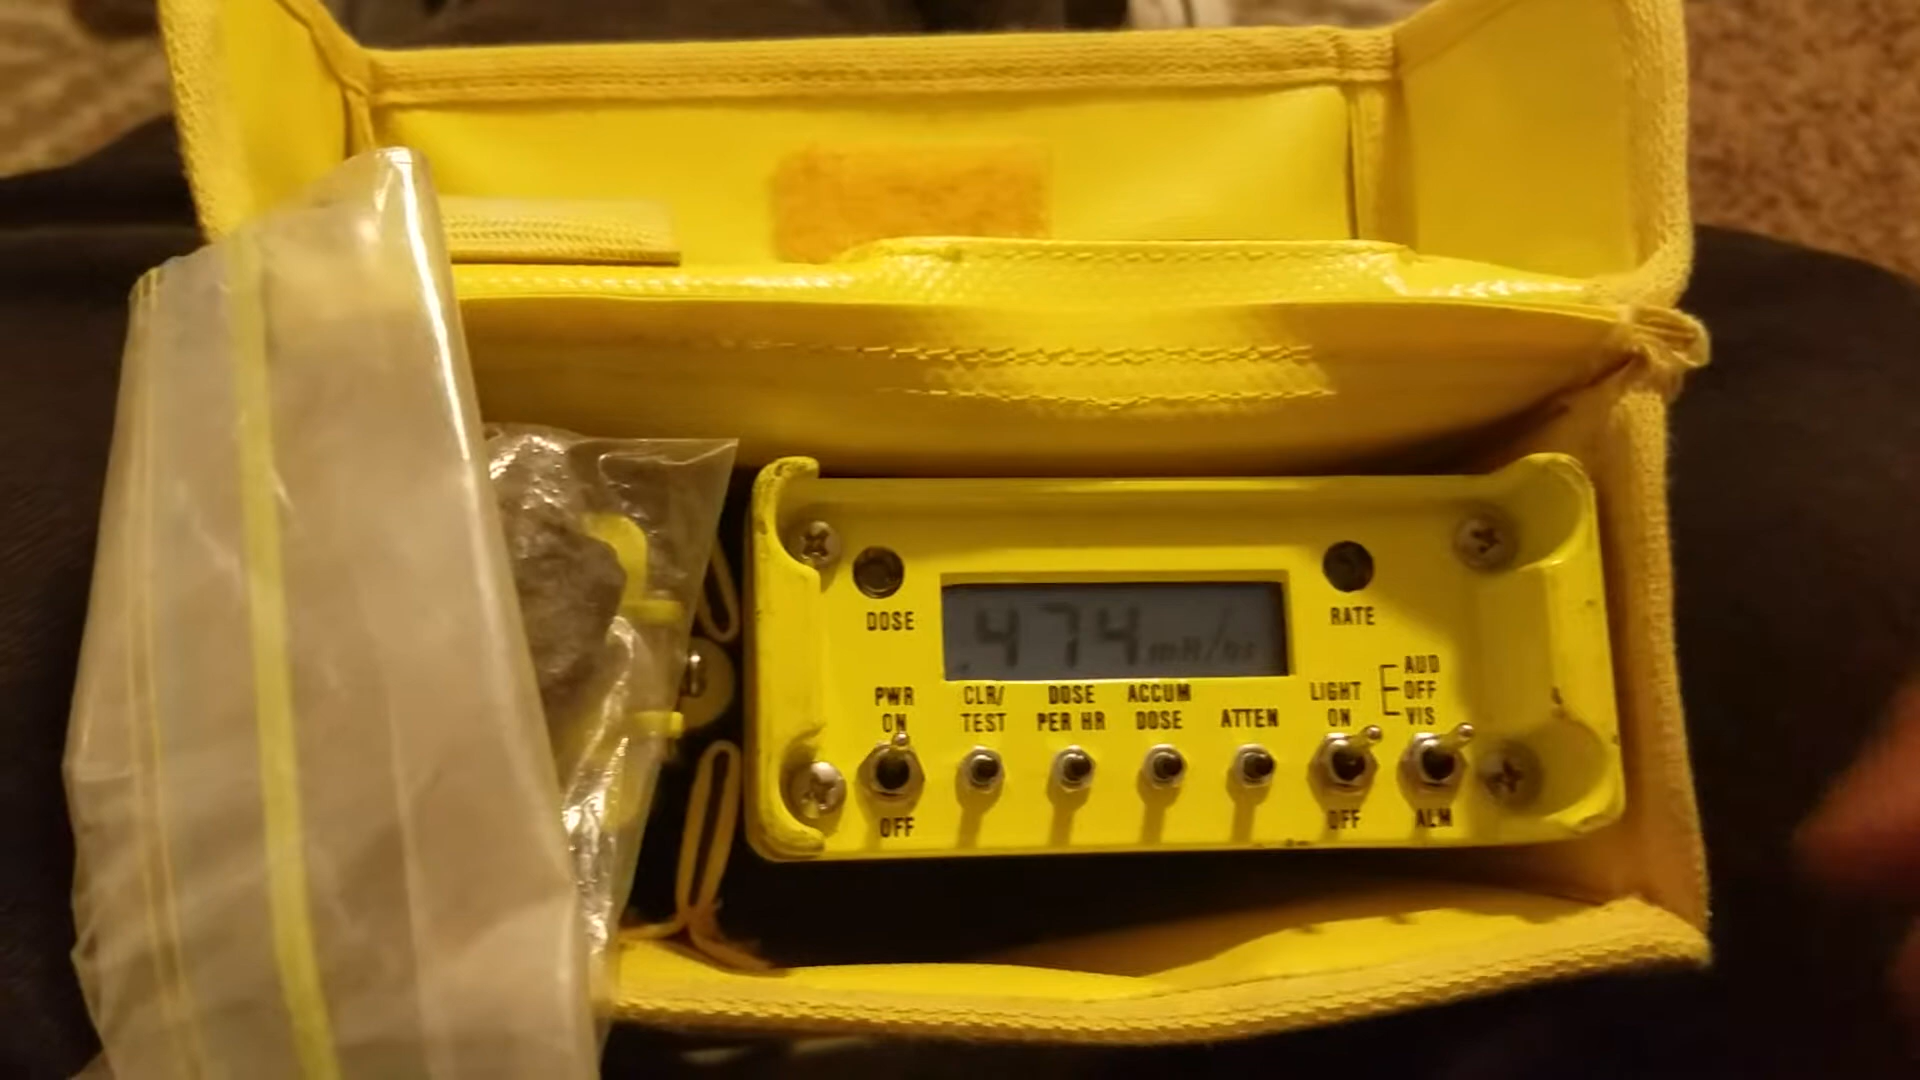 DOSE
RATE
.474 mR/hr
PWR ON
CLR/ TEST
DOSE PER HR
ACCUM DOSE
ATTEN
LIGHT ON
AUD
OFF
VIS
OFF
OFF
ALM